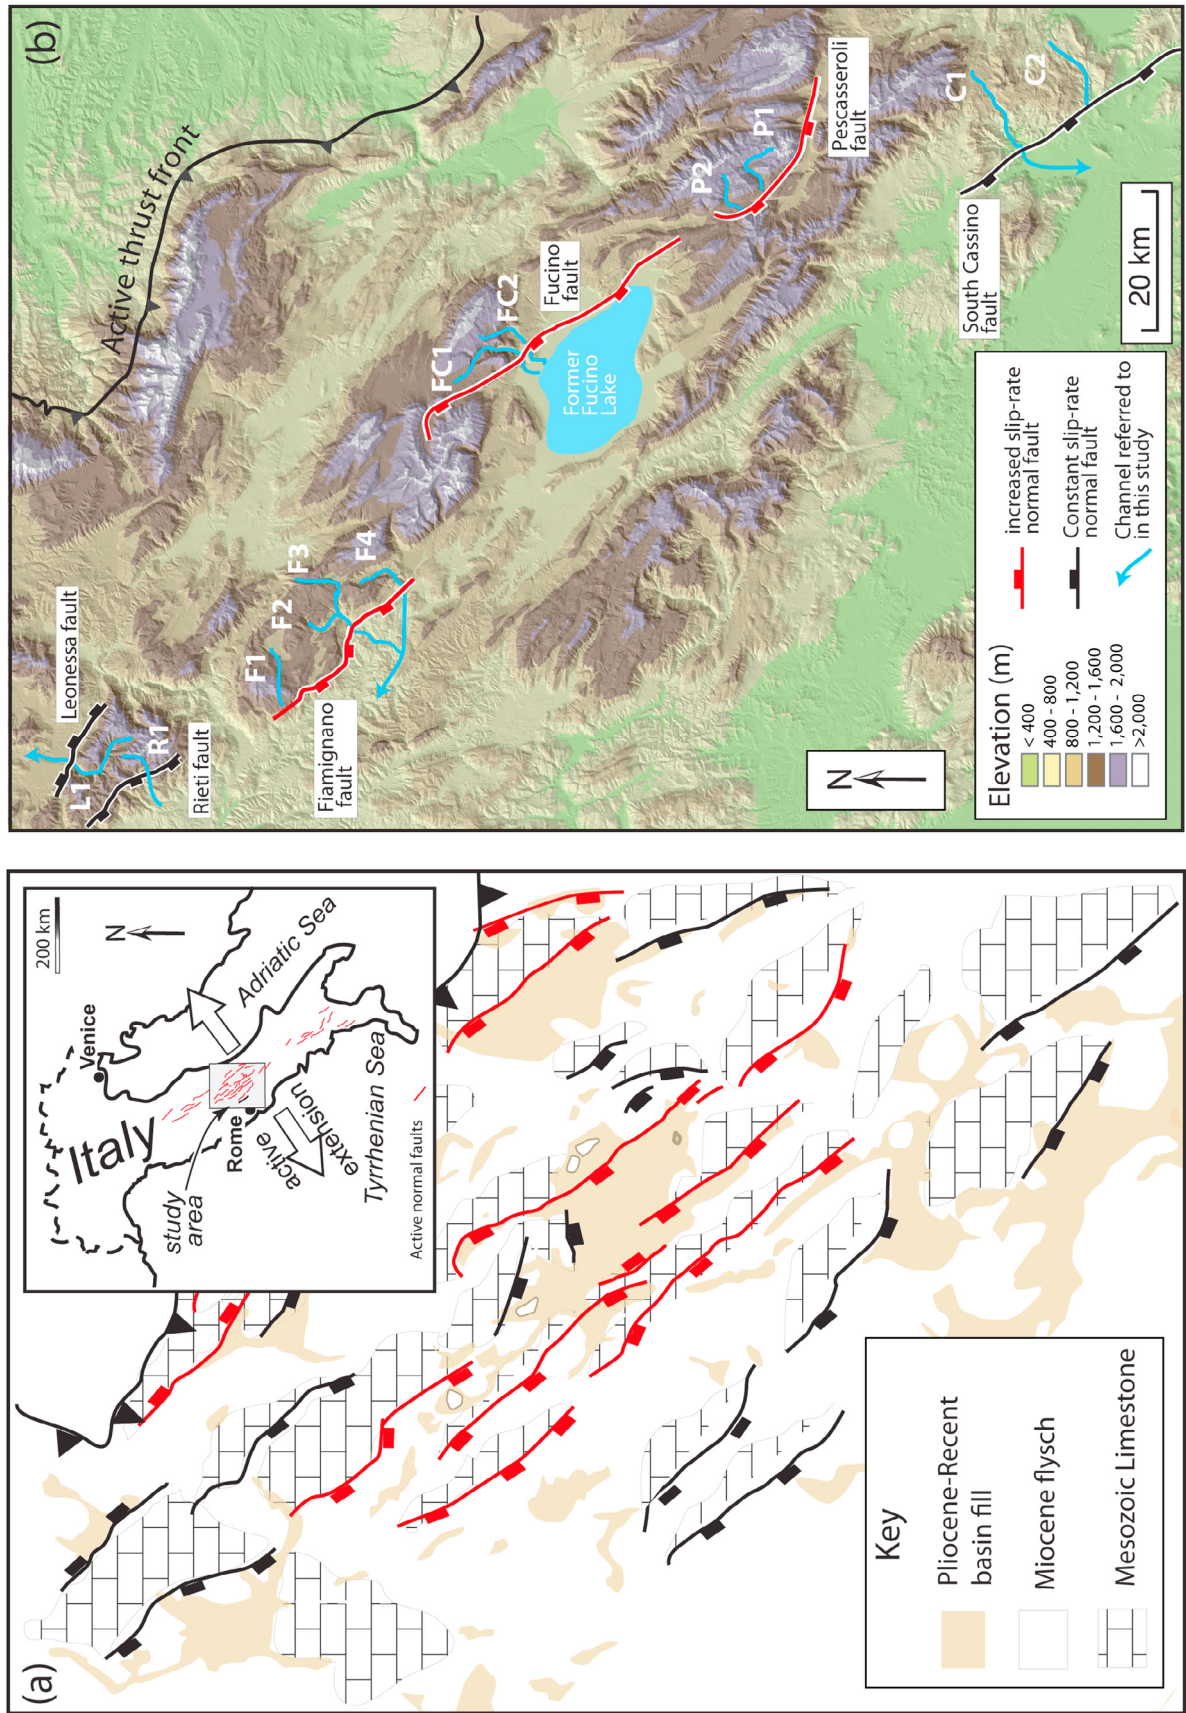 (a)
Italy
Venice
200 km
N
Adriatic Sea
study
area
Rome
active
extension
Tyrrhenian Sea
Active normal faults
Key
Pliocene-Recent
basin fill
Miocene flysch
Mesozoic Limestone
(b)
Active thrust front
Leonessa fault
L1
R1
Rieti fault
F1
F2
F3
F4
Fiamignano
fault
FC1
FC2
Fucino
fault
Former
Fucino
Lake
P2
P1
Pescasseroli
fault
C1
C2
South Cassino
fault
N
20 km
Elevation (m)
< 400
400 - 800
800 - 1,200
1,200 - 1,600
1,600 - 2,000
>2,000
increased slip-rate
normal fault
Constant slip-rate
normal fault
Channel referred to
in this study